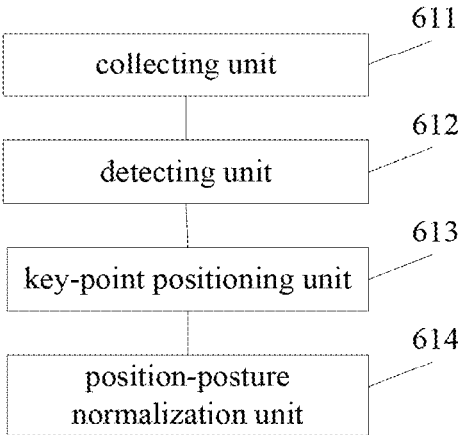 611
collecting unit
612
detecting unit
613
key-point positioning unit
614
position-posture
normalization unit